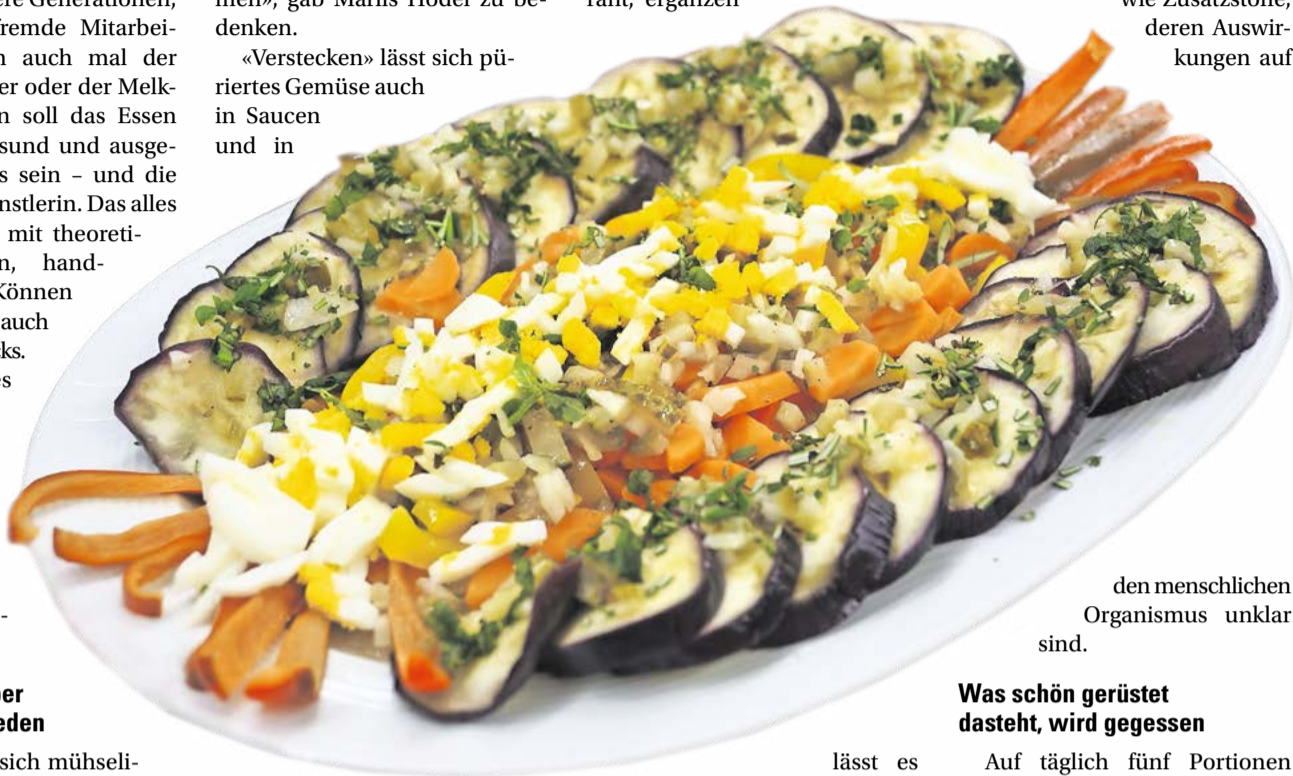 ere Generationen,
fremde Mitarbei-
n auch mal der
er oder der Melk-
n soll das Essen
sund und ausge-
s sein – und die
nstlerin. Das alles
mit theoreti-
n, hand-
Können
auch
ks.
es
-
er
eden
sich mühseli-
men», gab Marlis Hodel zu be-
denken.
«Verstecken» lässt sich pü-
riertes Gemüse auch
in Saucen
und in
rant, ergänzen
lässt es
wie Zusatzstoffe,
deren Auswir-
kungen auf
den menschlichen
Organismus unklar
sind.
Was schön gerüstet
dasteht, wird gegessen
Auf täglich fünf Portionen